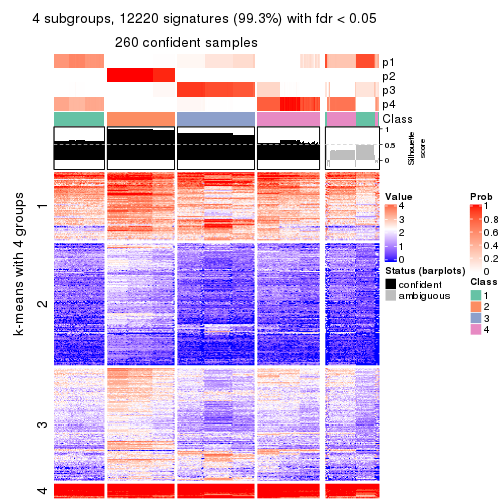 4 subgroups, 12220 signatures (99.3%) with fdr < 0.05
260 confident samples
p1
p2
p3
p4
Class
1
0.5
0
Silhouette
score
k-means with 4 groups
1
2
3
4
Value
4
3
2
1
0
Status (barplots)
confident
ambiguous
Prob
1
0.8
0.6
0.4
0.2
0
Class
1
2
3
4